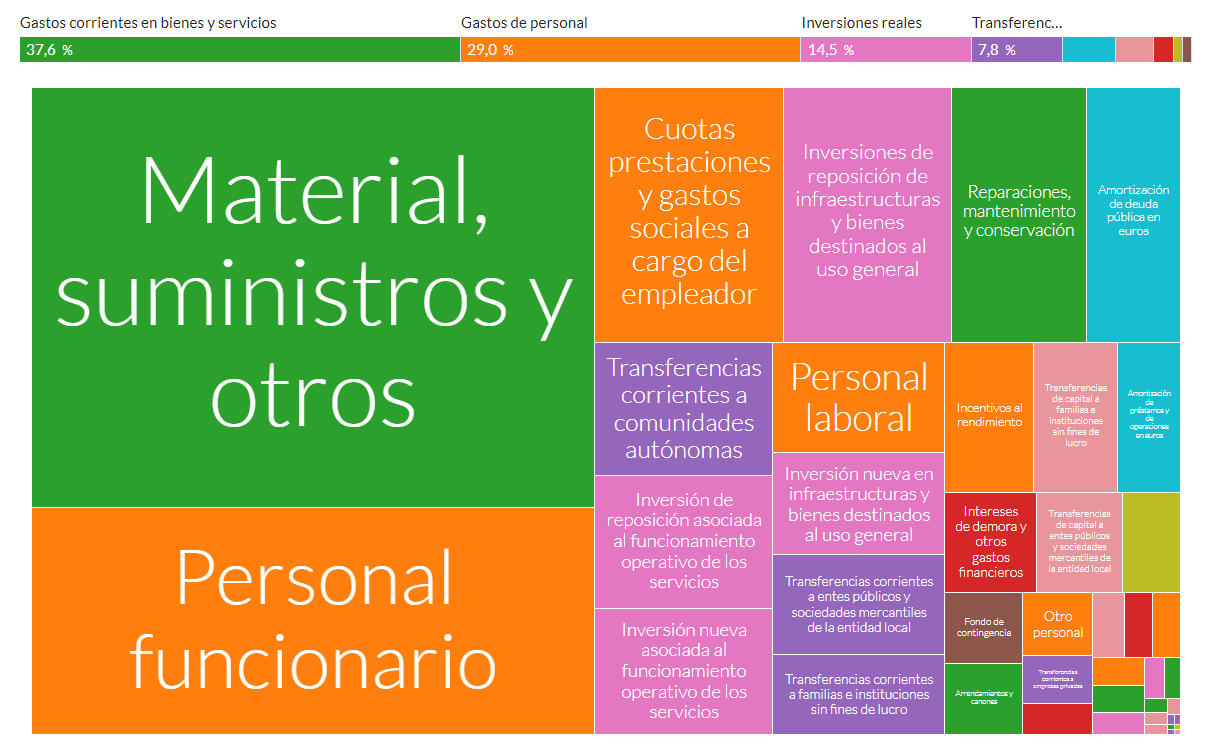 Gastos corrientes en bienes y servicios
Gastos de personal
Inversiones reales
Transferenc...
37,6 %
29,0 %
14,5 %
7,8 %
Material,
suministros y
otros
Personal
funcionario
Cuotas
prestaciones
y gastos
sociales a
cargo del
empleador
Inversiones de
reposición de
infraestructuras
y bienes
destinados al
uso general
Reparaciones,
mantenimiento
y conservación
Amortización
de deuda
pública en
euros
Transferencias
corrientes a
comunidades
autónomas
Inversión de
reposición asociada
al funcionamiento
operativo de los
servicios
Inversión nueva
asociada al
funcionamiento
operativo de los
servicios
Personal
laboral
Inversión nueva en
infraestructuras y
bienes destinados
al uso general
Transferencias corrientes
a entes públicos y
sociedades mercantiles
de la entidad local
Transferencias corrientes
a familias e instituciones
sin fines de lucro
Incentivos al
rendimiento
Transferencias
de capital a
familias e
instituciones
sin fines de
lucro
Amortización
de
préstamos y
de
operaciones
en euros
Intereses
de demora y
otros
gastos
financieros
Transferencias
de capital a
entes públicos
y sociedades
mercantiles de
la entidad local
Fondo de
contingencia
Otro
personal
Arrendamientos y
canones
Transferencias
corrientes a
empresas privadas